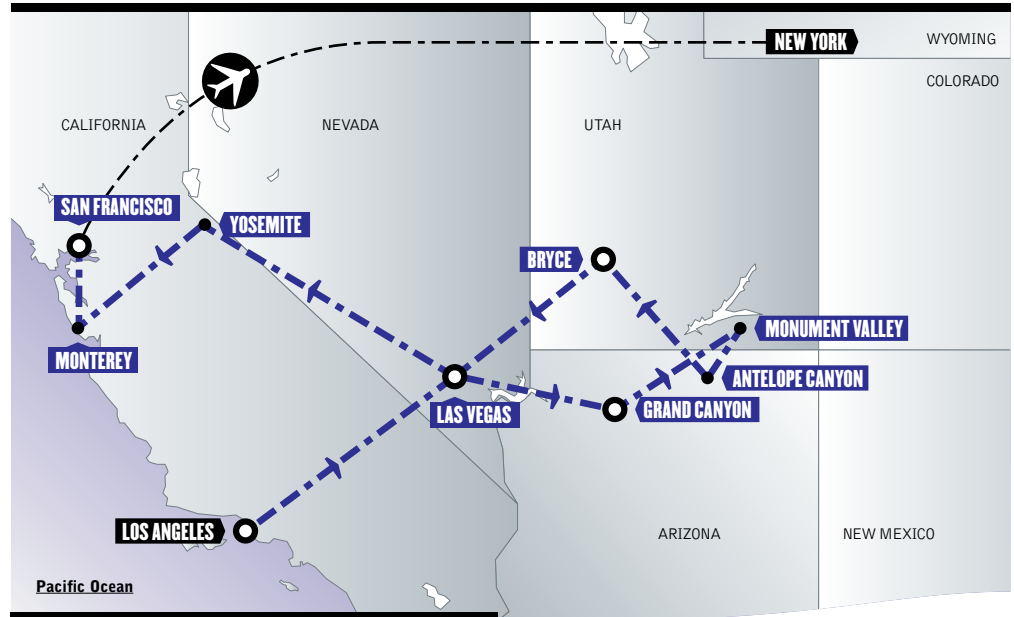 NEW YORK
WYOMING
COLORADO
CALIFORNIA
NEVADA
UTAH
SAN FRANCISCO
YOSEMITE
BRYCE
MONUMENT VALLEY
MONTEREY
ANTELOPE CANYON
LAS VEGAS
GRAND CANYON
LOS ANGELES
ARIZONA
NEW MEXICO
Pacific Ocean